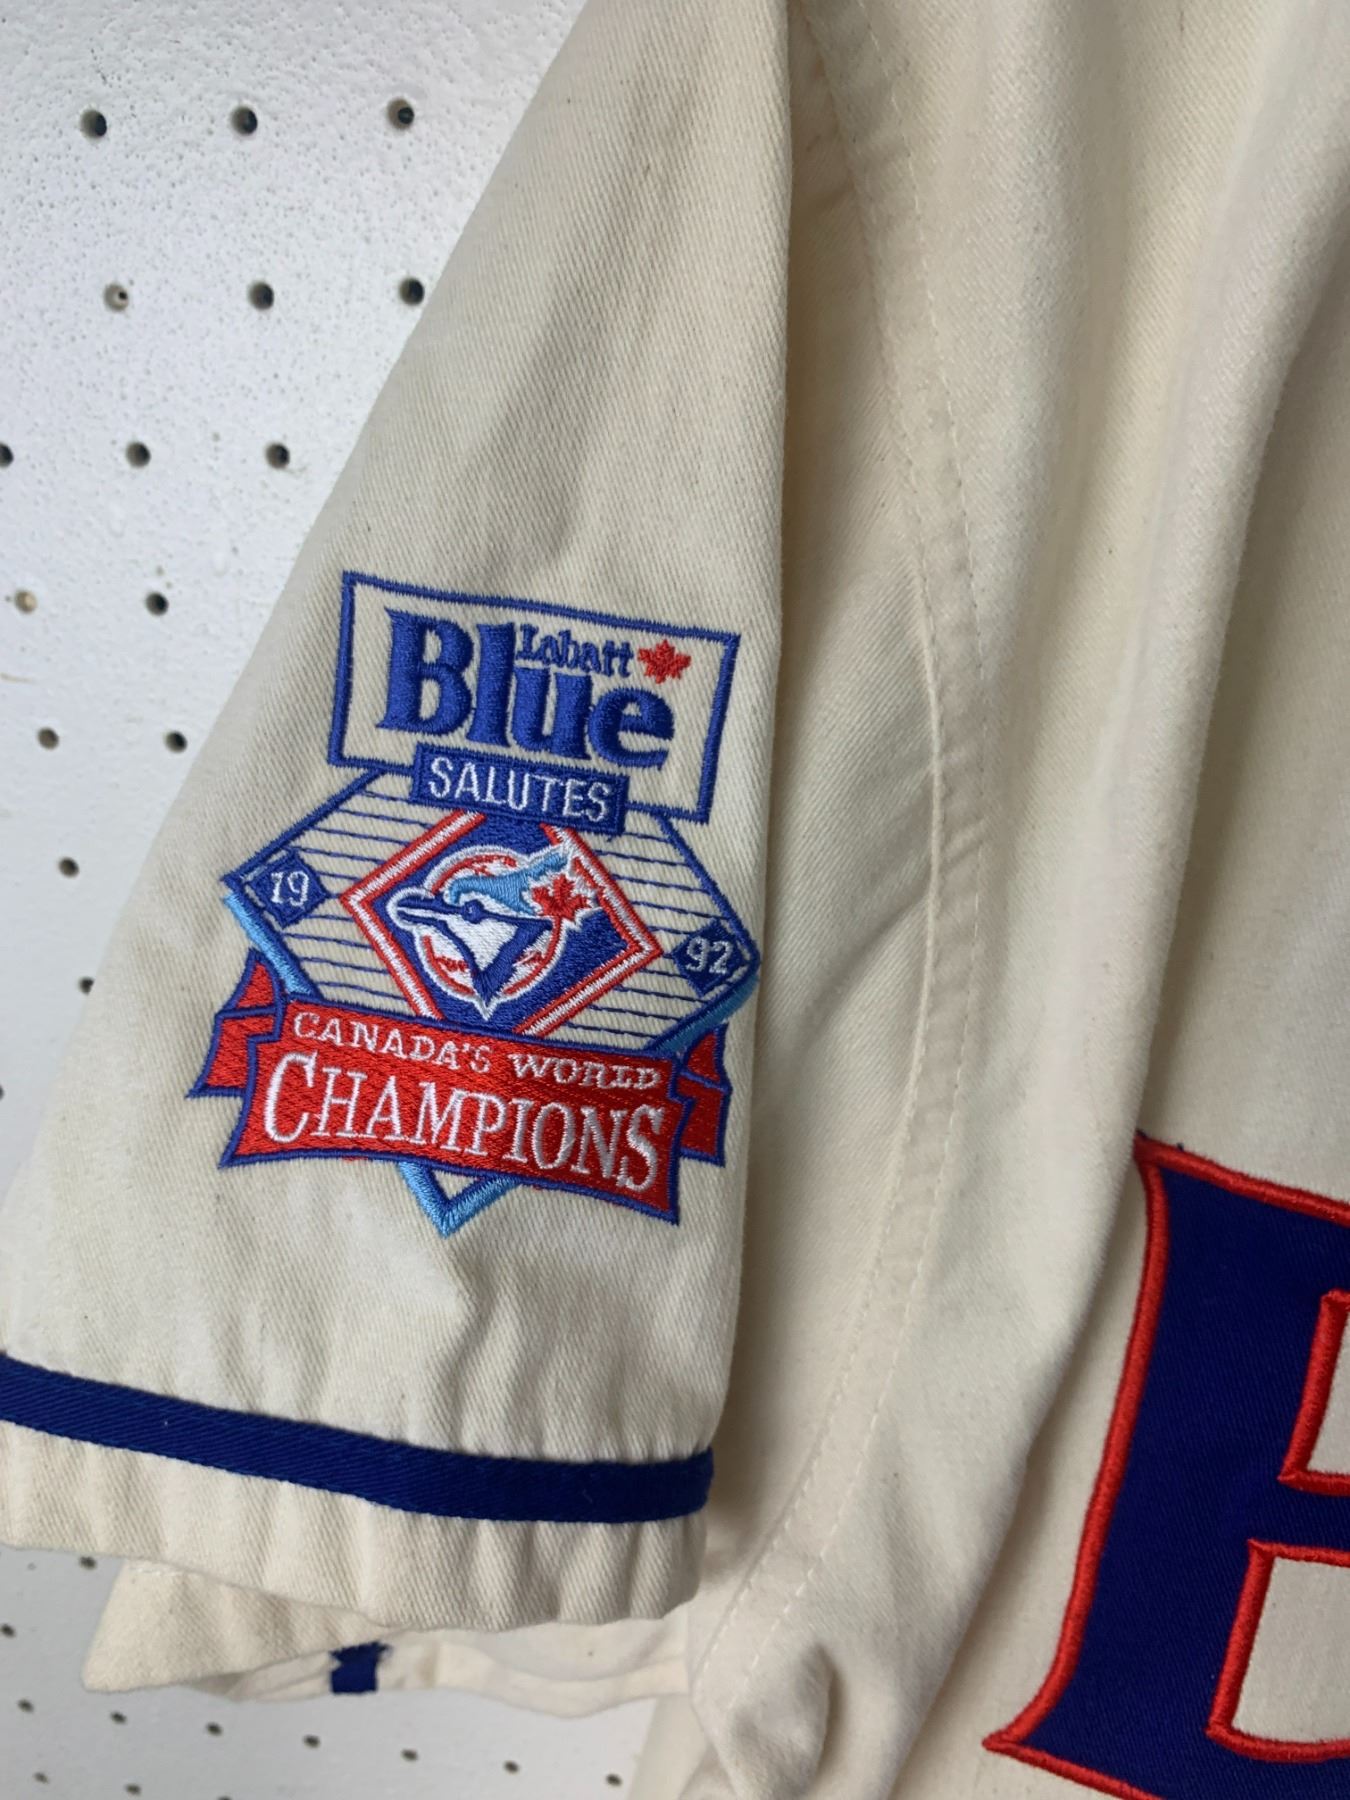 Labatt
Blue
SALUTES
19 92
CANADA'S WORLD
CHAMPIONS
B